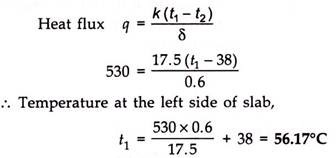 Heat flux q = k(t₁ – t₂) / δ
530 = 17.5 (t₁ – 38) / 0.6
∴ Temperature at the left side of slab,
t₁ = 530 × 0.6 / 17.5 + 38 = 56.17°C